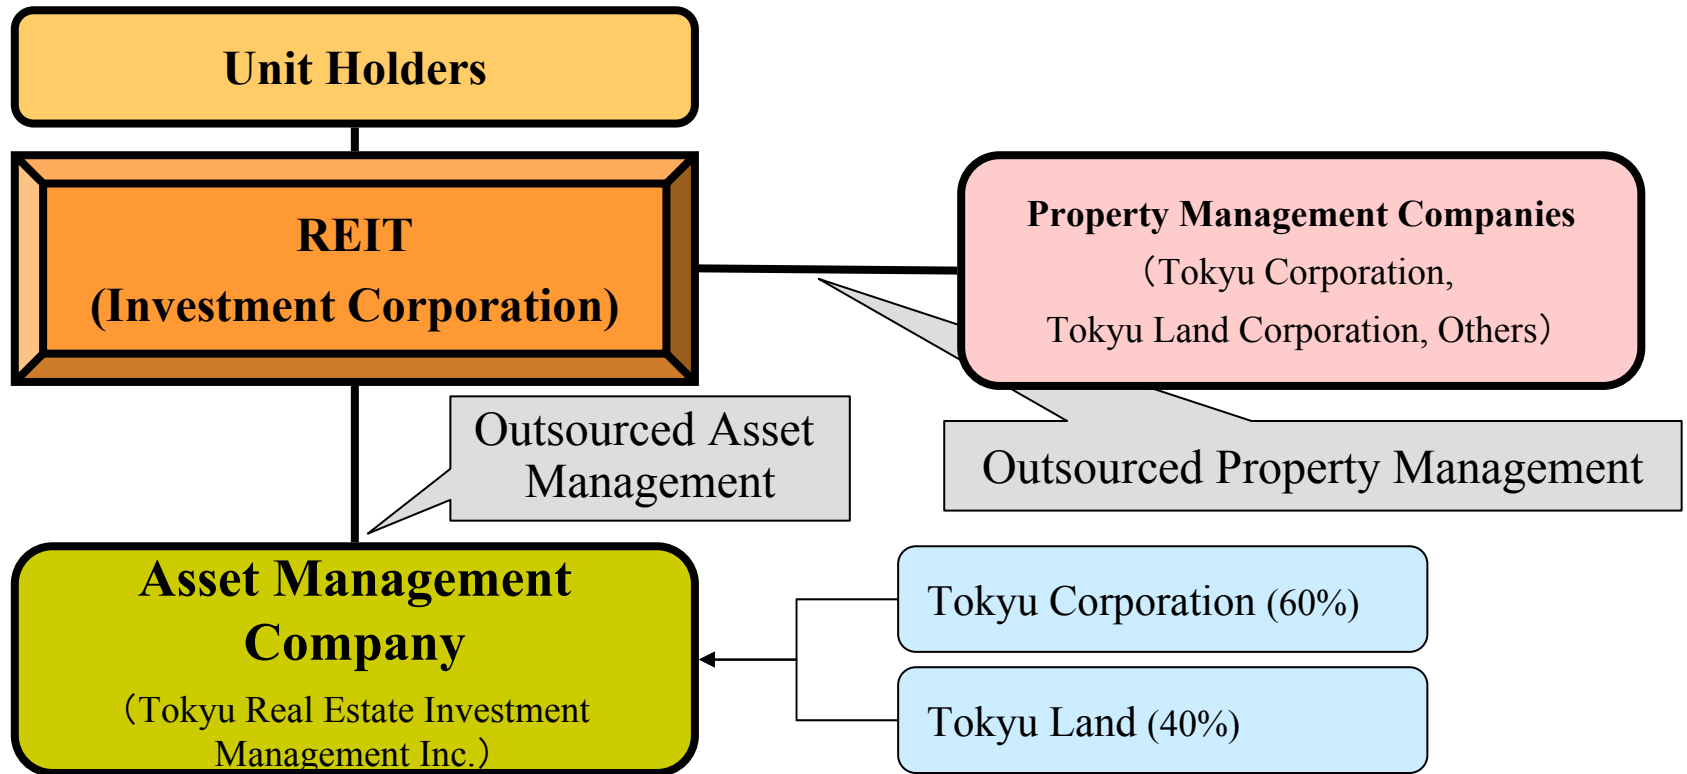 Unit Holders
REIT
(Investment Corporation)
Property Management Companies
（Tokyu Corporation,
Tokyu Land Corporation, Others）
Outsourced Asset
Management
Outsourced Property Management
Asset Management
Company
（Tokyu Real Estate Investment
Management Inc.）
Tokyu Corporation (60%)
Tokyu Land (40%)